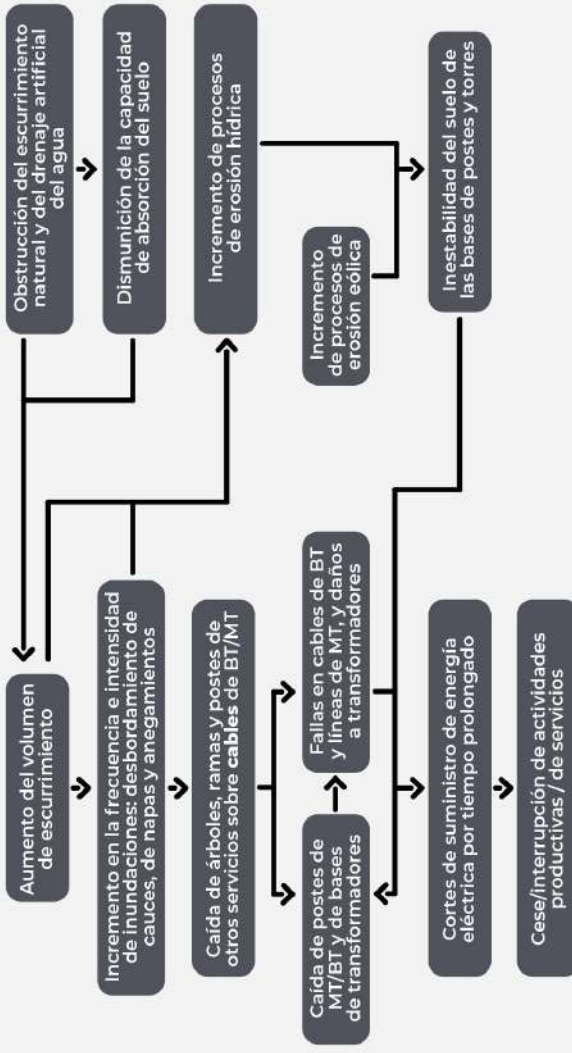 Aumento del volumen
de escurrimiento
Incremento en la frecuencia e intensidad
de inundaciones: desbordamiento de
cauces, de napas y anegamientos
Caída de árboles, ramas y postes de
otros servicios sobre cables de BT/MT
Caída de postes de
MT/BT y de bases
de transformadores
Fallas en cables de BT
y líneas de MT, y daños
a transformadores
Cortes de suministro de energía
eléctrica por tiempo prolongado
Cese/interrupción de actividades
productivas / de servicios
Obstrucción del escurrimiento
natural y del drenaje artificial
del agua
Dismunición de la capacidad
de absorción del suelo
Incremento de procesos
de erosión hídrica
Incremento
de procesos de
erosión eólica
Inestabilidad del suelo de
las bases de postes y torres